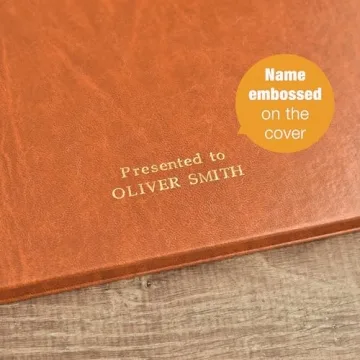 Name
embossed
on the
cover
Presented to
OLIVER SMITH